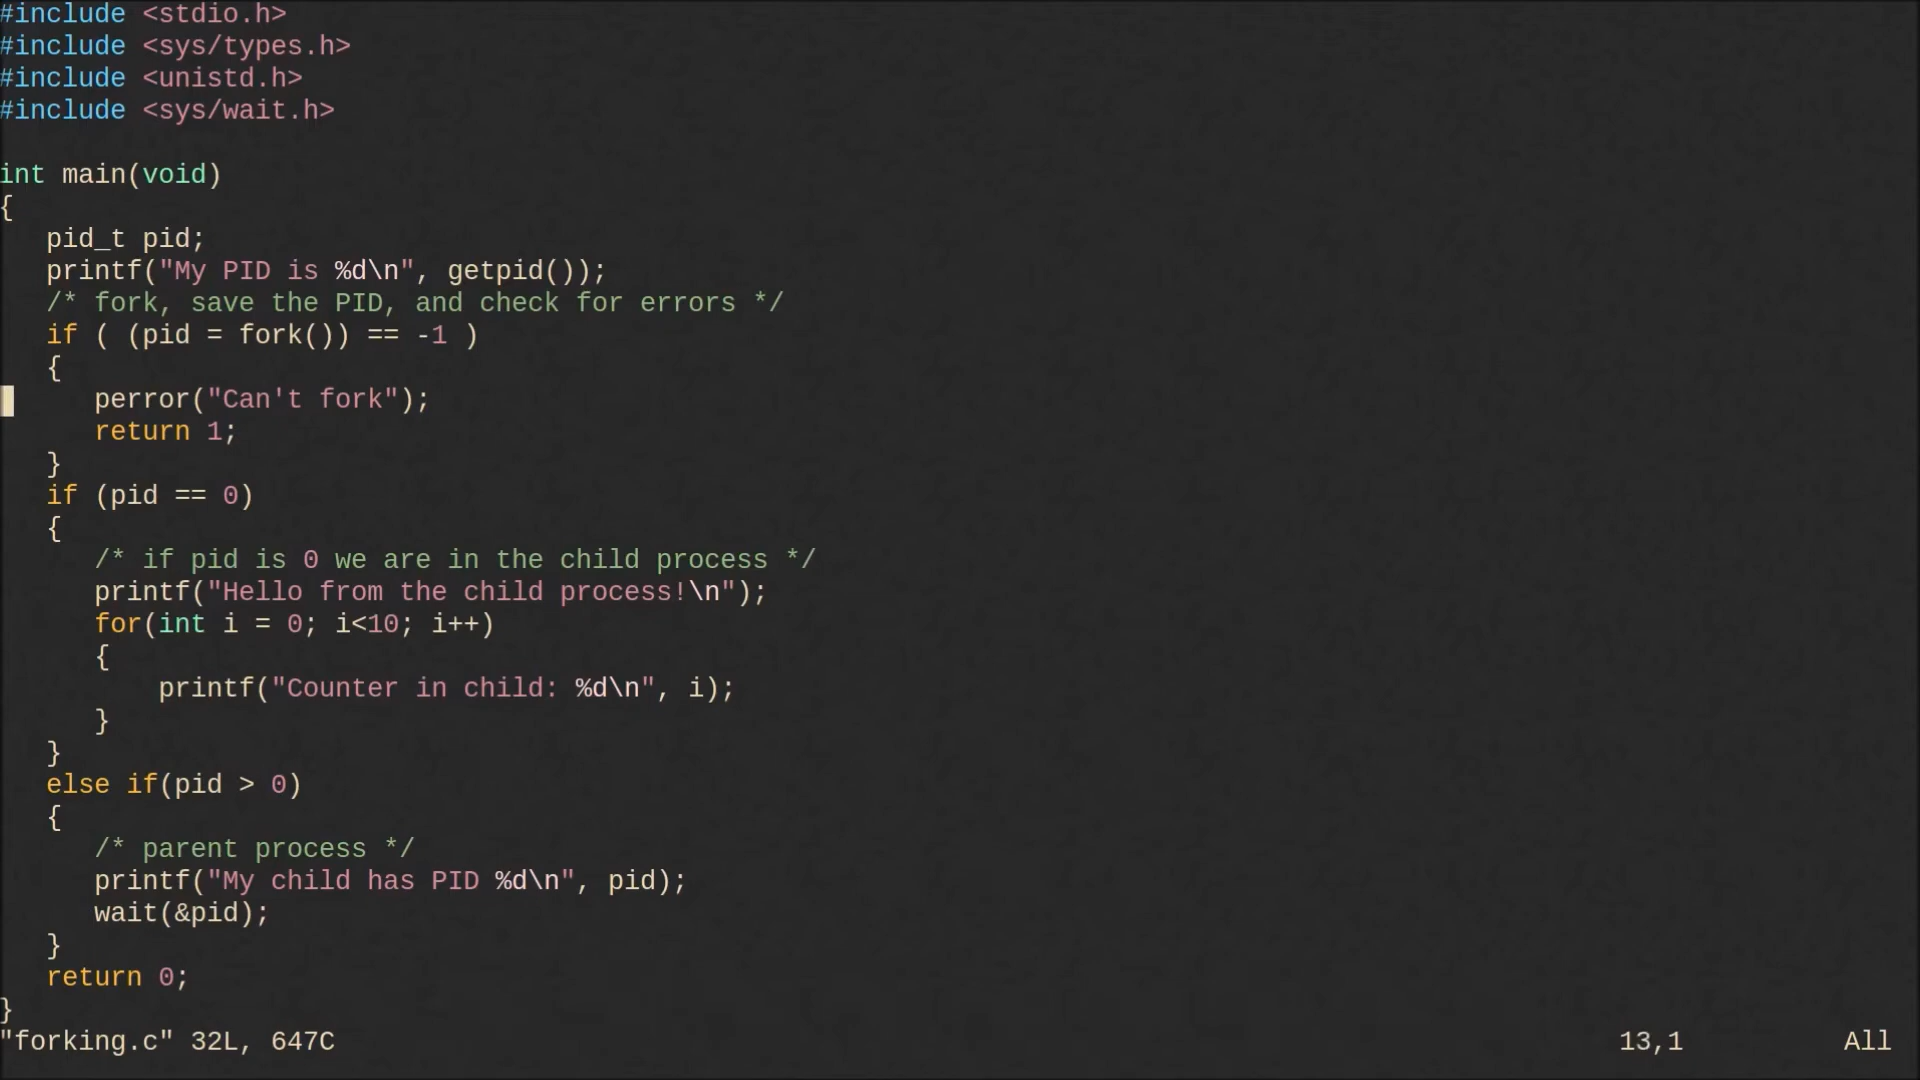 #include <stdio.h>
#include <sys/types.h>
#include <unistd.h>
#include <sys/wait.h>

int main(void)
{
   pid_t pid;
   printf("My PID is %d\n", getpid());
   /* fork, save the PID, and check for errors */
   if ( (pid = fork()) == -1 )
   {
      perror("Can't fork");
      return 1;
   }
   if (pid == 0)
   {
      /* if pid is 0 we are in the child process */
      printf("Hello from the child process!\n");
      for(int i = 0; i<10; i++)
      {
          printf("Counter in child: %d\n", i);
      }
   }
   else if(pid > 0)
   {
      /* parent process */
      printf("My child has PID %d\n", pid);
      wait(&pid);
   }
   return 0;
}
"forking.c" 32L, 647C 13,1 All